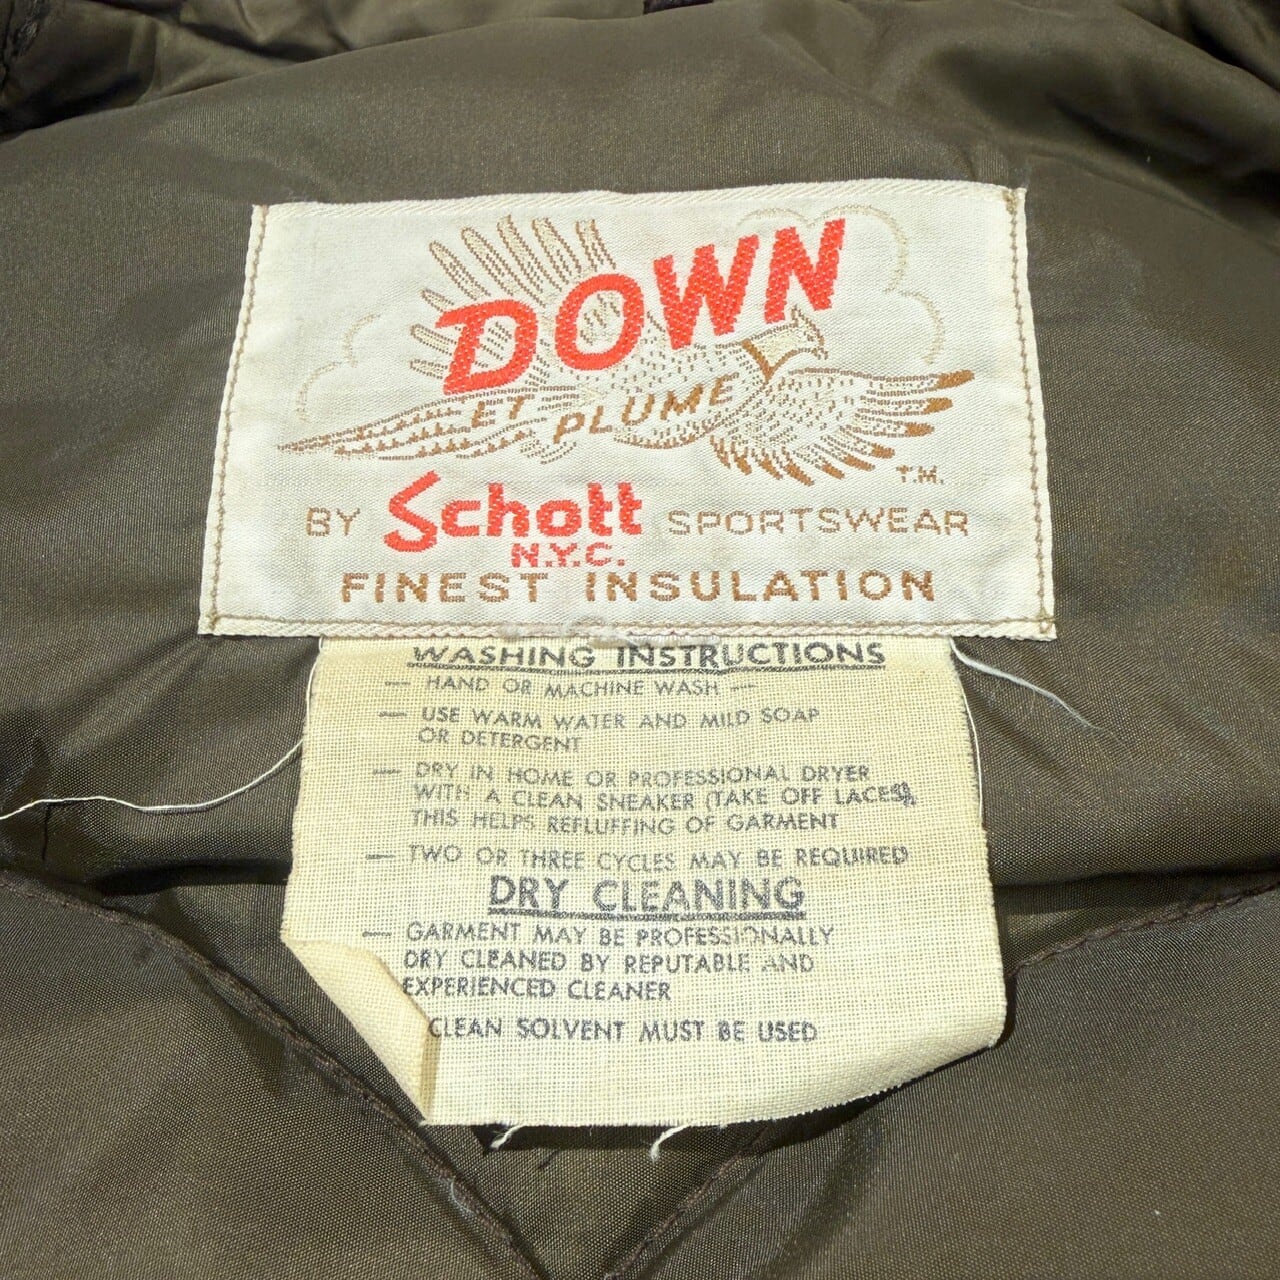 DOWN
ET PLUME
T.M.
BY Schott SPORTSWEAR
N.Y.C.
FINEST INSULATION
WASHING INSTRUCTIONS
— HAND OR MACHINE WASH —
— USE WARM WATER AND MILD SOAP
OR DETERGENT
— DRY IN HOME OR PROFESSIONAL DRYER
WITH A CLEAN SNEAKER (TAKE OFF LACES),
THIS HELPS REFLUFFING OF GARMENT
— TWO OR THREE CYCLES MAY BE REQUIRED
DRY CLEANING
— GARMENT MAY BE PROFESSIONALLY
DRY CLEANED BY REPUTABLE AND
EXPERIENCED CLEANER
CLEAN SOLVENT MUST BE USED